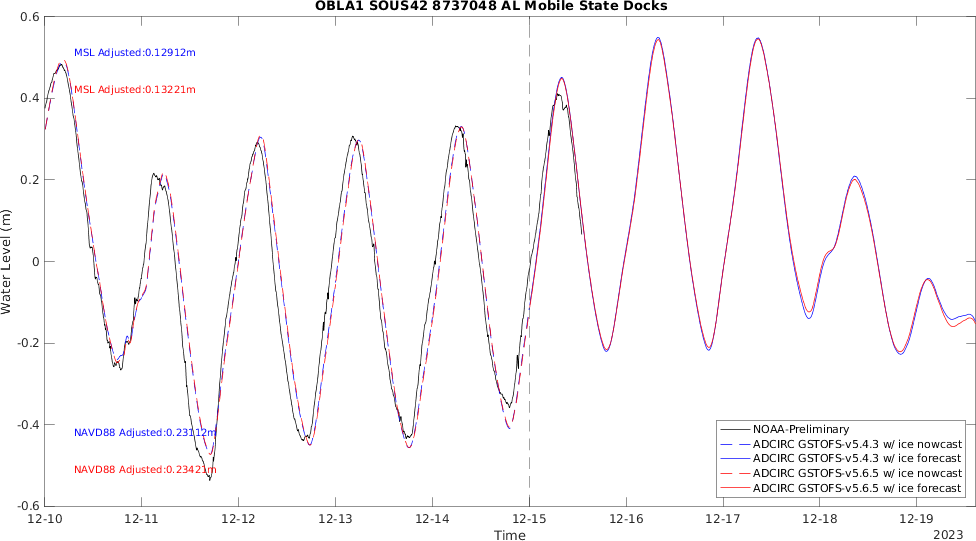 OBLA1 SOUS42 8737048 AL Mobile State Docks
0.6
MSL Adjusted:0.12912m
MSL Adjusted:0.13221m
0.4
0.2
0
-0.2
-0.4
-0.6
Water Level (m)
NAVD88 Adjusted:0.23112m
NAVD88 Adjusted:0.23421m
NOAA-Preliminary
ADCIRC GSTOFS-v5.4.3 w/ ice nowcast
ADCIRC GSTOFS-v5.4.3 w/ ice forecast
ADCIRC GSTOFS-v5.6.5 w/ ice nowcast
ADCIRC GSTOFS-v5.6.5 w/ ice forecast
12-10 12-11 12-12 12-13 12-14 12-15 12-16 12-17 12-18 12-19
Time
2023